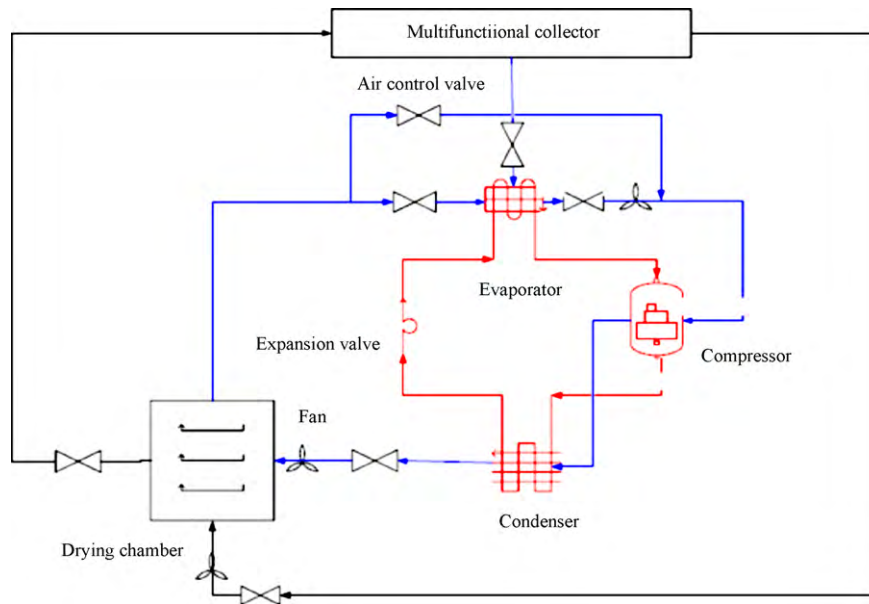 Multifunctiional collector
Air control valve
Evaporator
Expansion valve
Compressor
Fan
Condenser
Drying chamber